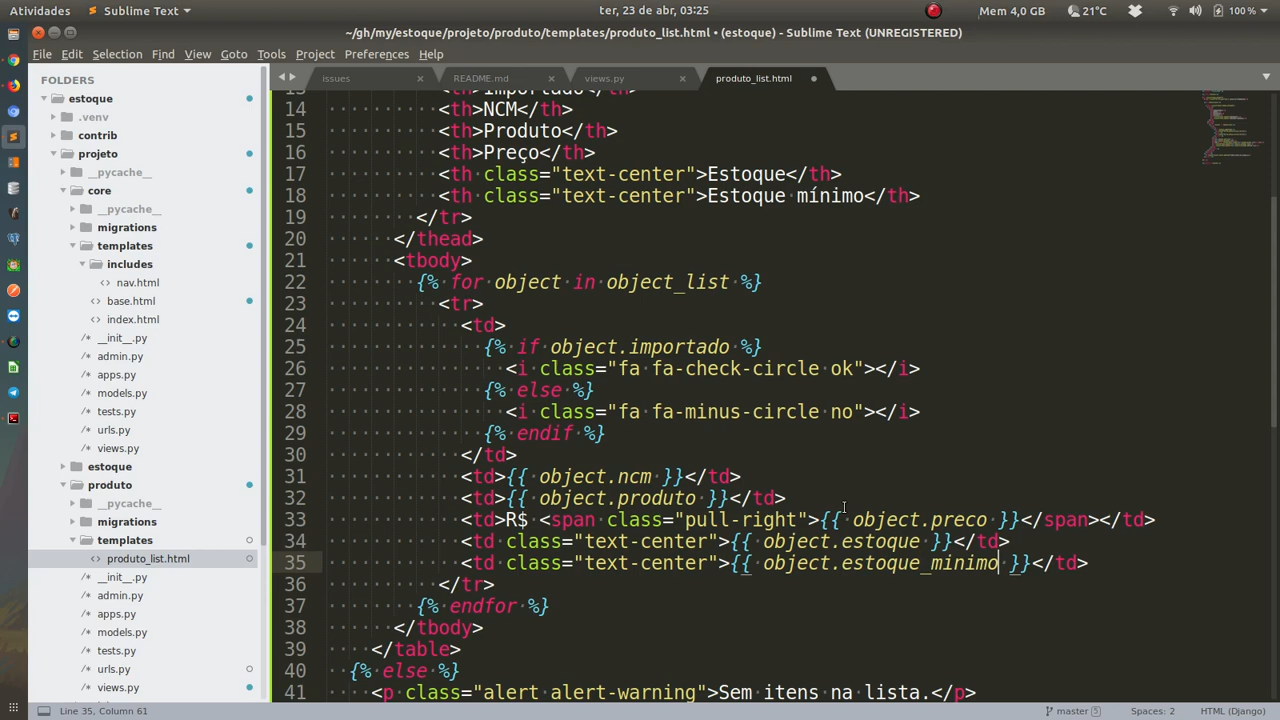 Atividades
Sublime Text
ter, 23 de abr, 03:25
Mem 4,0 GB
21°C
100 %
~/gh/my/estoque/projeto/produto/templates/produto_list.html • (estoque) - Sublime Text (UNREGISTERED)
File Edit Selection Find View Goto Tools Project Preferences Help
FOLDERS
estoque
.venv
contrib
projeto
__pycache__
core
__pycache__
migrations
templates
includes
nav.html
base.html
index.html
__init__.py
admin.py
apps.py
models.py
tests.py
urls.py
views.py
estoque
produto
__pycache__
migrations
templates
produto_list.html
__init__.py
admin.py
apps.py
models.py
tests.py
urls.py
views.py
issues
README.md
views.py
produto_list.html
13 <th>Importado</th>
14 <th>NCM</th>
15 <th>Produto</th>
16 <th>Preço</th>
17 <th class="text-center">Estoque</th>
18 <th class="text-center">Estoque mínimo</th>
19 </tr>
20 </thead>
21 <tbody>
22 {% for object in object_list %}
23 <tr>
24 <td>
25 {% if object.importado %}
26 <i class="fa fa-check-circle ok"></i>
27 {% else %}
28 <i class="fa fa-minus-circle no"></i>
29 {% endif %}
30 </td>
31 <td>{{ object.ncm }}</td>
32 <td>{{ object.produto }}</td>
33 <td>R$ <span class="pull-right">{{ object.preco }}</span></td>
34 <td class="text-center">{{ object.estoque }}</td>
35 <td class="text-center">{{ object.estoque_minimo }}</td>
36 </tr>
37 {% endfor %}
38 </tbody>
39 </table>
40 {% else %}
41 <p class="alert alert-warning">Sem itens na lista.</p>
Line 35, Column 61
master 5
Spaces: 2
HTML (Django)